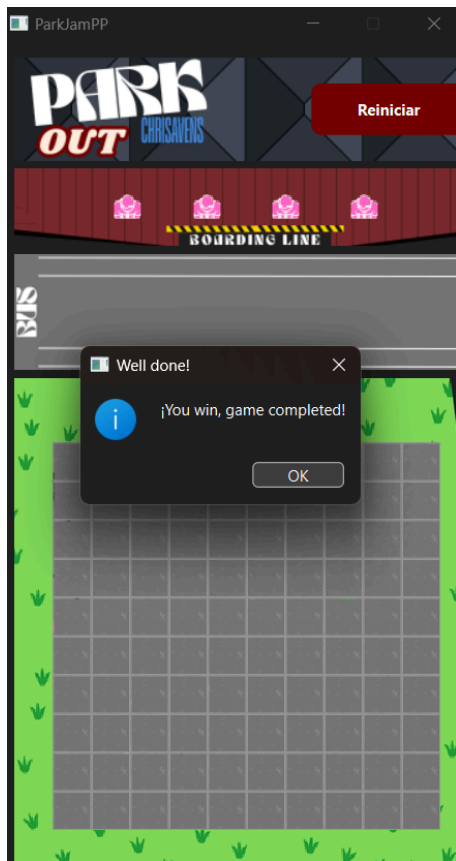 ParkJamPP
PARK
OUT
CHRISAVENS
Reiniciar
BOARDING LINE
BUS
Well done!
¡You win, game completed!
OK